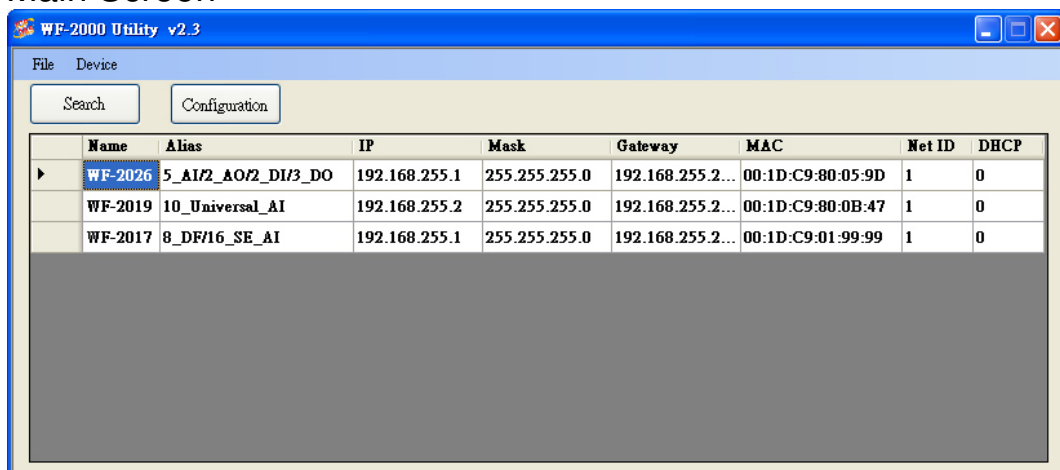 WF-2000 Utility v2.3
File Device
Search Configuration
Name Alias IP Mask Gateway MAC Net ID DHCP
WF-2026 5_AI/2_AO/2_DI/3_DO 192.168.255.1 255.255.255.0 192.168.255.2... 00:1D:C9:80:05:9D 1 0
WF-2019 10_Universal_AI 192.168.255.2 255.255.255.0 192.168.255.2... 00:1D:C9:80:0B:47 1 0
WF-2017 8_DF/16_SE_AI 192.168.255.1 255.255.255.0 192.168.255.2... 00:1D:C9:01:99:99 1 0